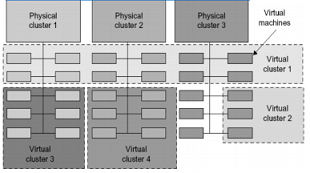 Physical
cluster 1
Physical
cluster 2
Physical
cluster 3
Virtual
machines
Virtual
cluster 1
Virtual
cluster 2
Virtual
cluster 3
Virtual
cluster 4